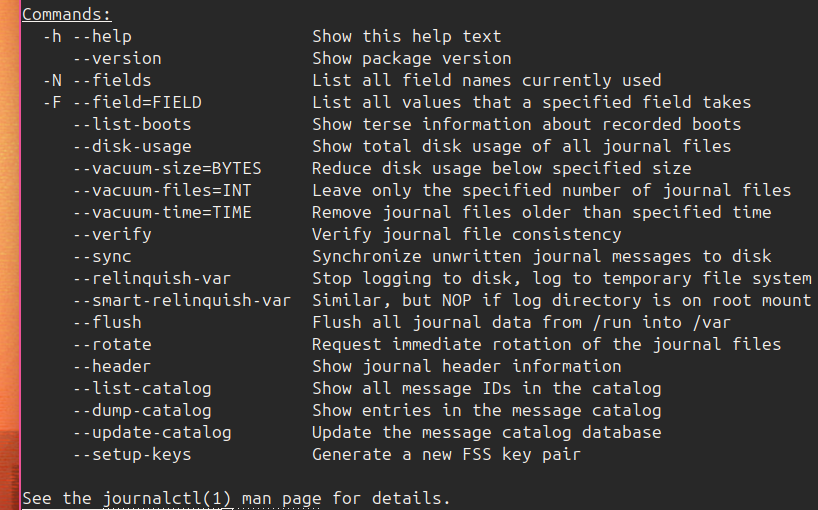 Commands:
-h --help Show this help text
--version Show package version
-N --fields List all field names currently used
-F --field=FIELD List all values that a specified field takes
--list-boots Show terse information about recorded boots
--disk-usage Show total disk usage of all journal files
--vacuum-size=BYTES Reduce disk usage below specified size
--vacuum-files=INT Leave only the specified number of journal files
--vacuum-time=TIME Remove journal files older than specified time
--verify Verify journal file consistency
--sync Synchronize unwritten journal messages to disk
--relinquish-var Stop logging to disk, log to temporary file system
--smart-relinquish-var Similar, but NOP if log directory is on root mount
--flush Flush all journal data from /run into /var
--rotate Request immediate rotation of the journal files
--header Show journal header information
--list-catalog Show all message IDs in the catalog
--dump-catalog Show entries in the message catalog
--update-catalog Update the message catalog database
--setup-keys Generate a new FSS key pair
See the journalctl(1) man page for details.